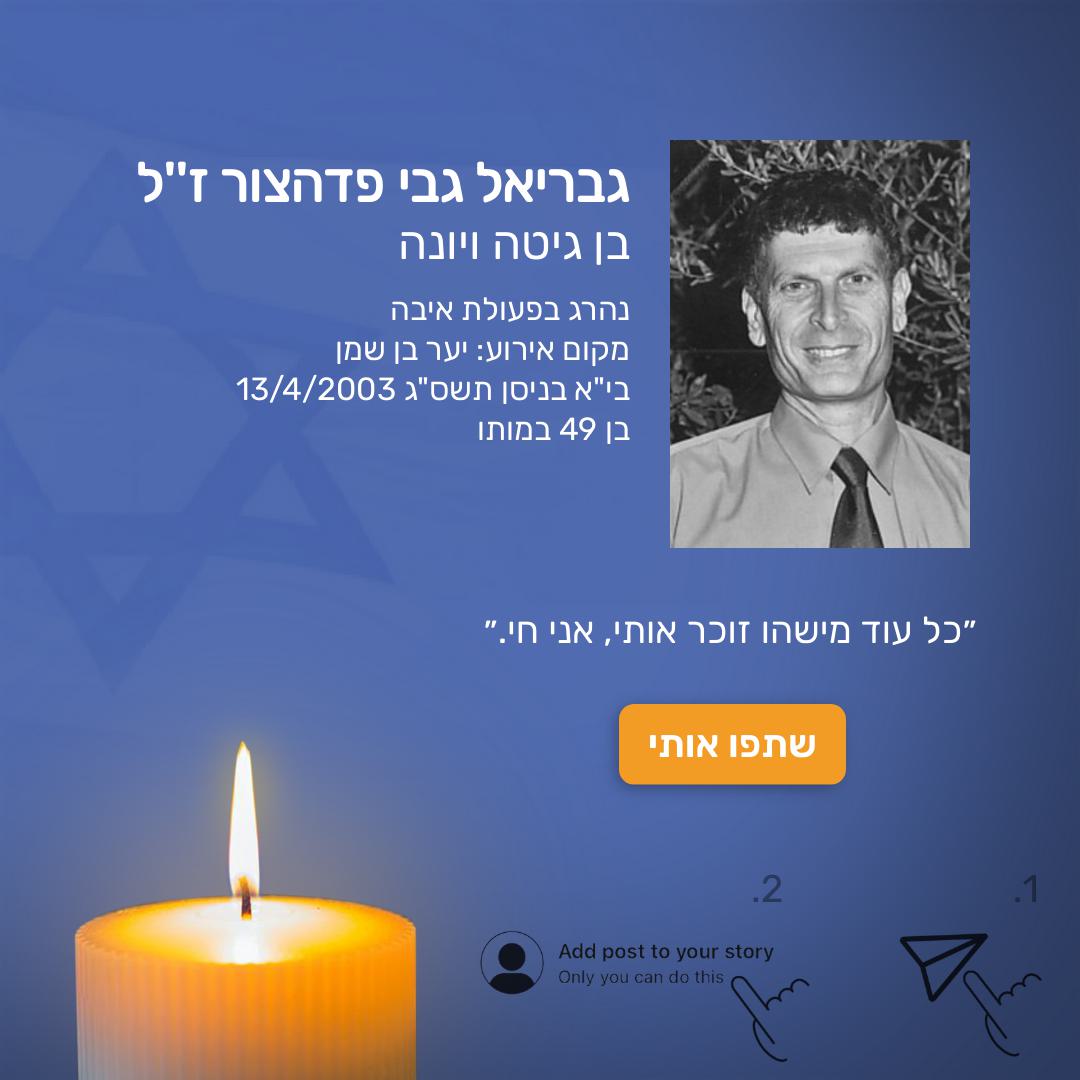 גבריאל גבי פדהצור ז''ל
בן גיטה ויונה
נהרג בפעולת איבה
מקום אירוע: יער בן שמן
בי"א בניסן תשס"ג 13/4/2003
בן 49 במותו
״כל עוד מישהו זוכר אותי, אני חי.״
שתפו אותי
1.
2.
Add post to your story
Only you can do this